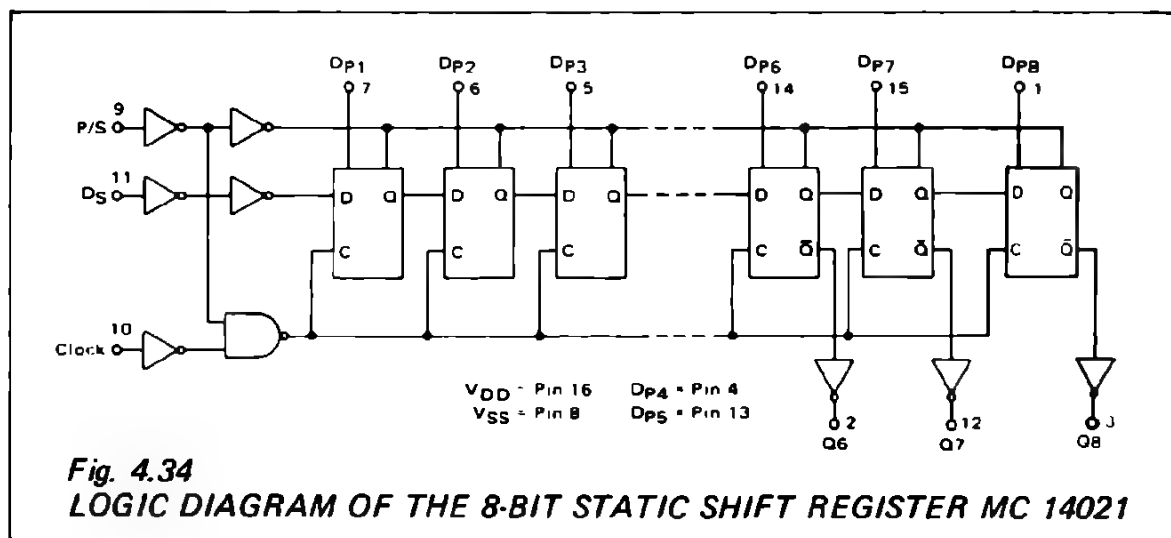 DP1 DP2 DP3 DP6 DP7 DP8
7 6 5 14 15 1
9
P/S
11
DS
D Q D Q D Q D Q D Q D Q
C C C C Q̅ C Q̅ C Q̅
10
Clock
VDD - Pin 16 DP4 = Pin 4
VSS = Pin 8 DP5 = Pin 13
2 12 3
Q6 Q7 Q8
Fig. 4.34
LOGIC DIAGRAM OF THE 8-BIT STATIC SHIFT REGISTER MC 14021